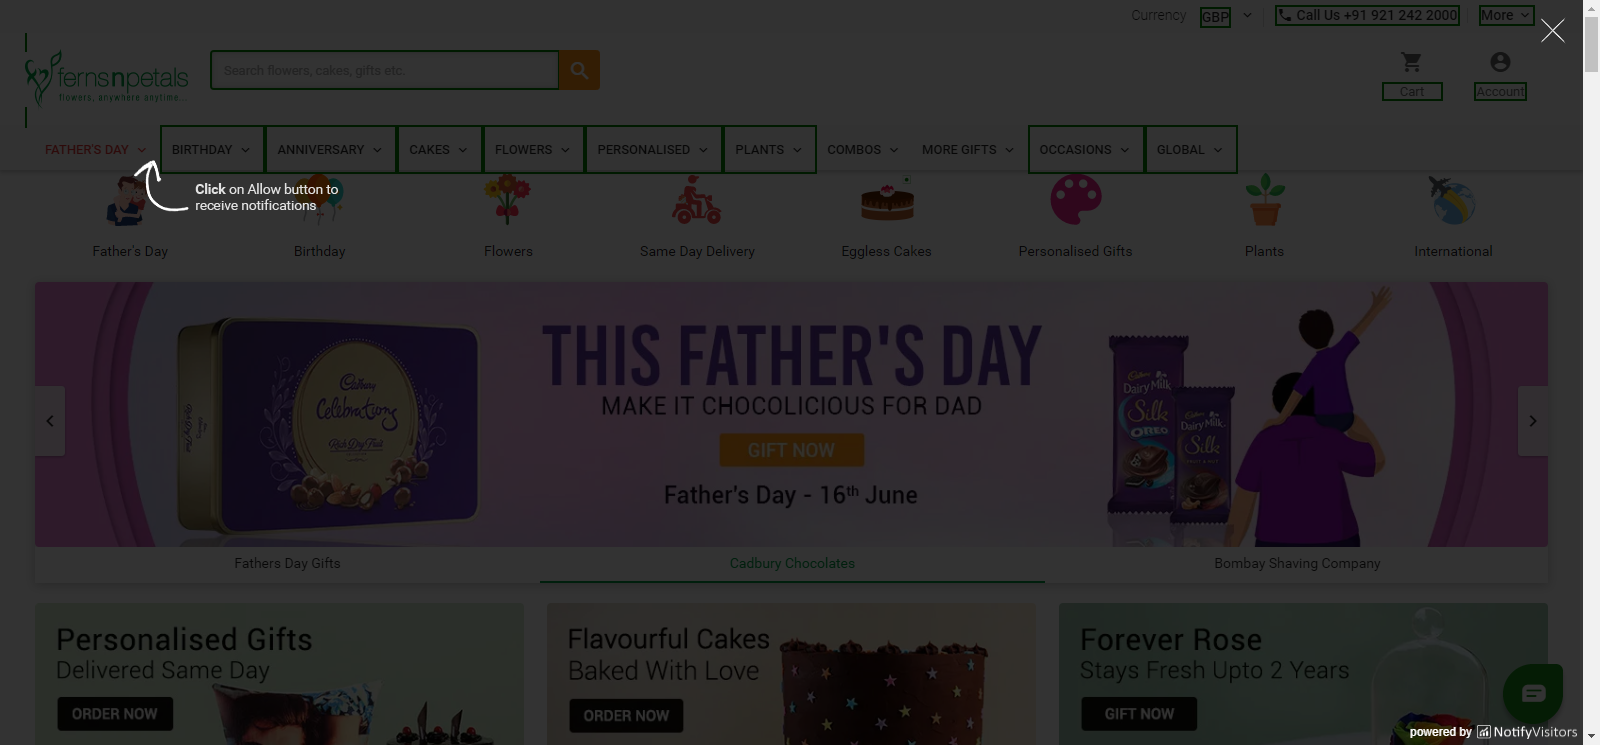 Currency GBP Call Us +91 921 242 2000 More
fernsnpetals
flowers, anywhere anytime...
Search flowers, cakes, gifts etc.
Cart Account
FATHER'S DAY BIRTHDAY ANNIVERSARY CAKES FLOWERS PERSONALISED PLANTS COMBOS MORE GIFTS OCCASIONS GLOBAL
Click on Allow button to
receive notifications
Father's Day Birthday Flowers Same Day Delivery Eggless Cakes Personalised Gifts Plants International
THIS FATHER'S DAY
MAKE IT CHOCOLICIOUS FOR DAD
GIFT NOW
Father's Day - 16th June
Cadbury
Celebrations
Rich Dry Fruit
Cadbury
Dairy Milk
Silk
OREO
Cadbury
Dairy Milk
Silk
Fathers Day Gifts Cadbury Chocolates Bombay Shaving Company
Personalised Gifts
Delivered Same Day
ORDER NOW
Flavourful Cakes
Baked With Love
ORDER NOW
Forever Rose
Stays Fresh Upto 2 Years
GIFT NOW
powered by NotifyVisitors